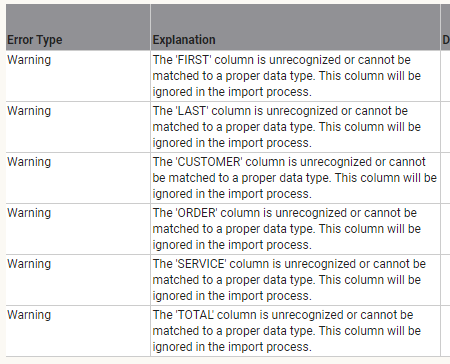 Error Type Explanation D
Warning The 'FIRST' column is unrecognized or cannot be
matched to a proper data type. This column will be
ignored in the import process.
Warning The 'LAST' column is unrecognized or cannot be
matched to a proper data type. This column will be
ignored in the import process.
Warning The 'CUSTOMER' column is unrecognized or cannot
be matched to a proper data type. This column will be
ignored in the import process.
Warning The 'ORDER' column is unrecognized or cannot be
matched to a proper data type. This column will be
ignored in the import process.
Warning The 'SERVICE' column is unrecognized or cannot be
matched to a proper data type. This column will be
ignored in the import process.
Warning The 'TOTAL' column is unrecognized or cannot be
matched to a proper data type. This column will be
ignored in the import process.